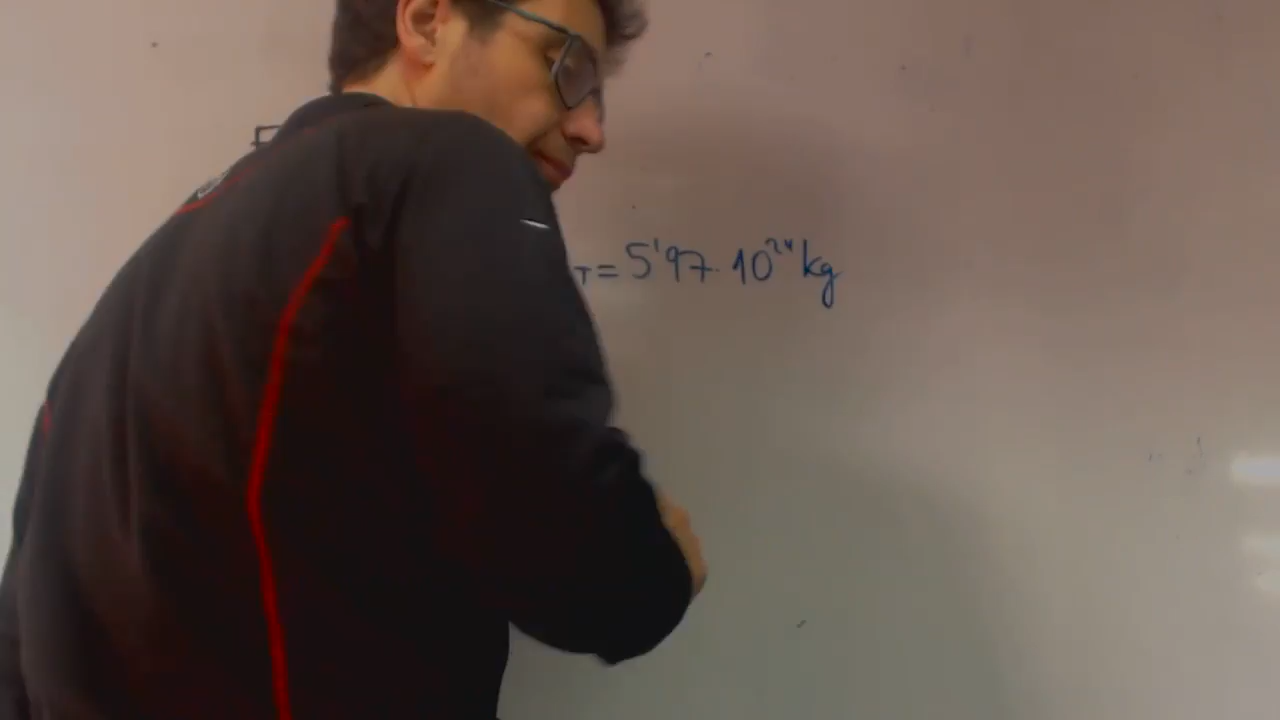 T = 5'97 · 10²⁴ kg